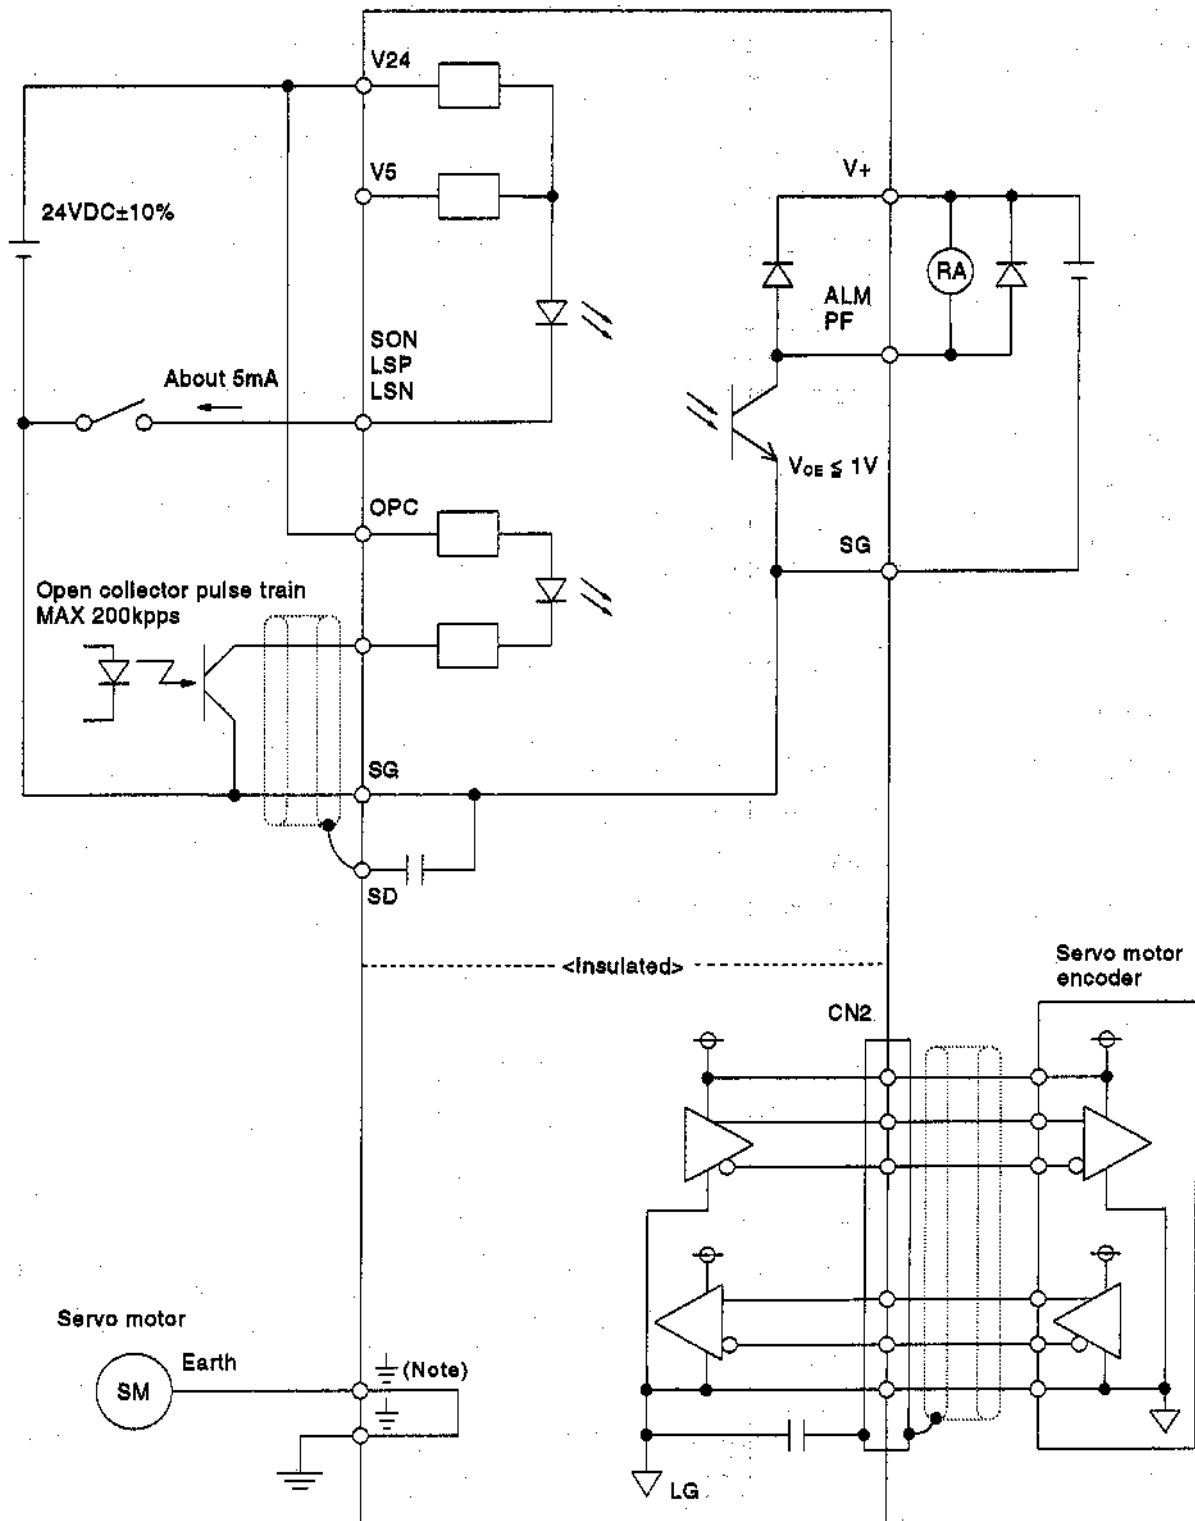 V24
V5
24VDC±10%
V+
RA
ALM
PF
SON
LSP
LSN
About 5mA
VCE ≦ 1V
OPC
SG
Open collector pulse train
MAX 200kpps
SG
SD
<Insulated>
Servo motor
encoder
CN2
Servo motor
Earth
(Note)
SM
LG